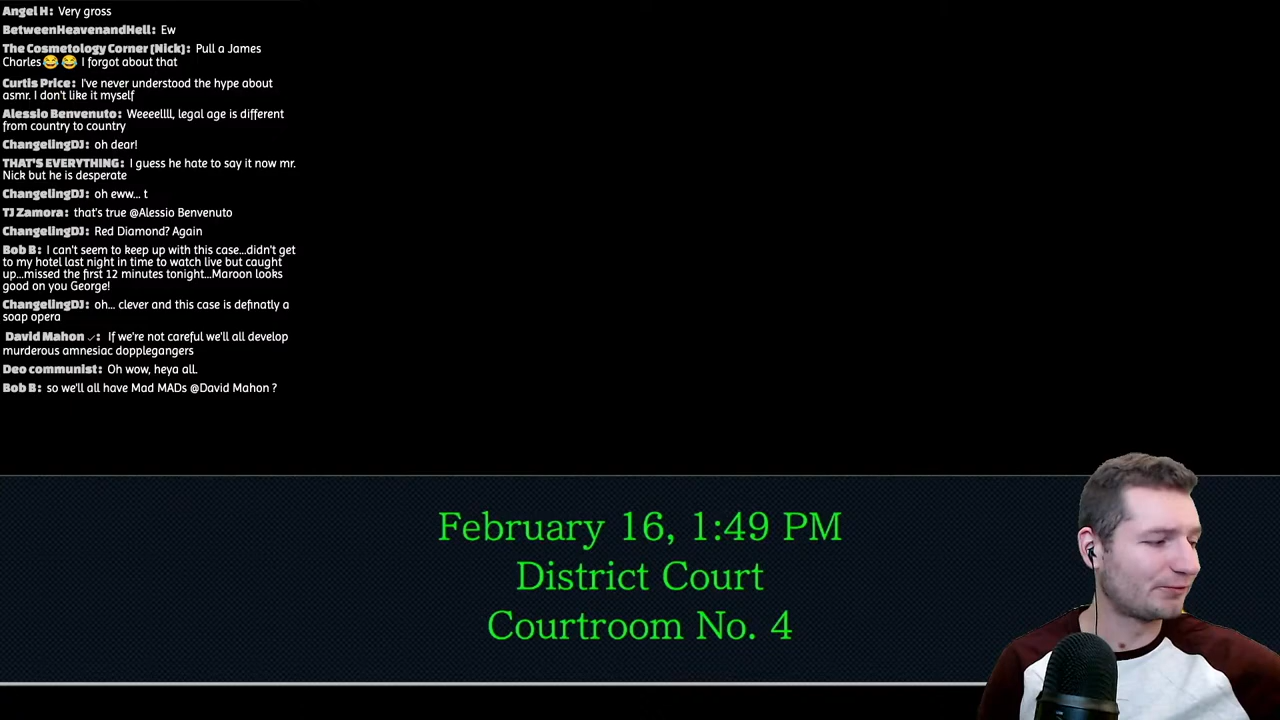 Angel H: Very gross
BetweenHeavenandHell: Ew
The Cosmetology Corner (Nick): Pull a James
Charles😂 😂 I forgot about that
Curtis Price: I've never understood the hype about
asmr. I don't like it myself
Alessio Benvenuto: Weeeellll, legal age is different
from country to country
ChangelingDJ: oh dear!
THAT'S EVERYTHING: I guess he hate to say it now mr.
Nick but he is desperate
ChangelingDJ: oh eww... t
TJ Zamora: that's true @Alessio Benvenuto
ChangelingDJ: Red Diamond? Again
Bob B: I can't seem to keep up with this case...didn't get
to my hotel last night in time to watch live but caught
up...missed the first 12 minutes tonight...Maroon looks
good on you George!
ChangelingDJ: oh... clever and this case is definatly a
soap opera
David Mahon ✓: If we're not careful we'll all develop
murderous amnesiac dopplegangers
Deo communist: Oh wow, heya all.
Bob B: so we'll all have Mad MADs @David Mahon ?
February 16, 1:49 PM
District Court
Courtroom No. 4